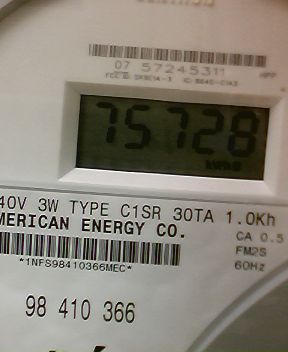 07 57245311
75728
40V 3W TYPE C1SR 30TA 1.0Kh
MERICAN ENERGY CO.
CA 0.5
FM2S
60Hz
*1NFS98410366MEC*
98 410 366